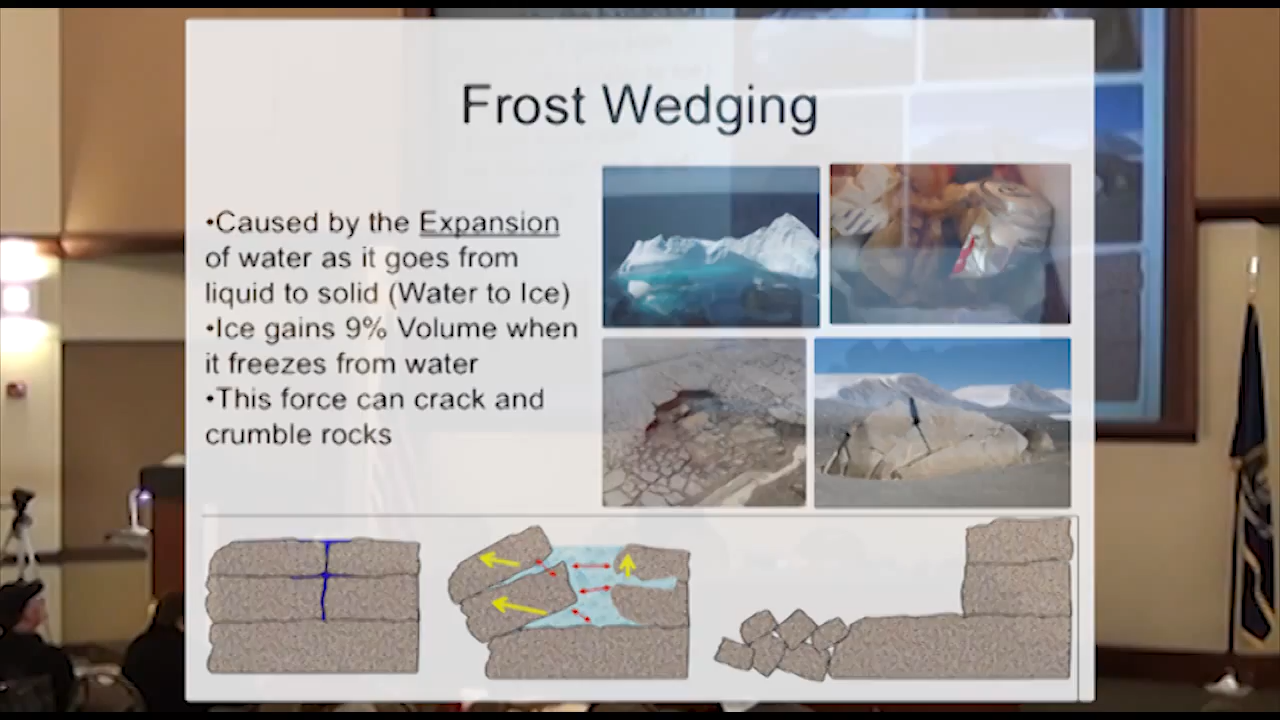 Frost Wedging
•Caused by the Expansion
of water as it goes from
liquid to solid (Water to Ice)
•Ice gains 9% Volume when
it freezes from water
•This force can crack and
crumble rocks